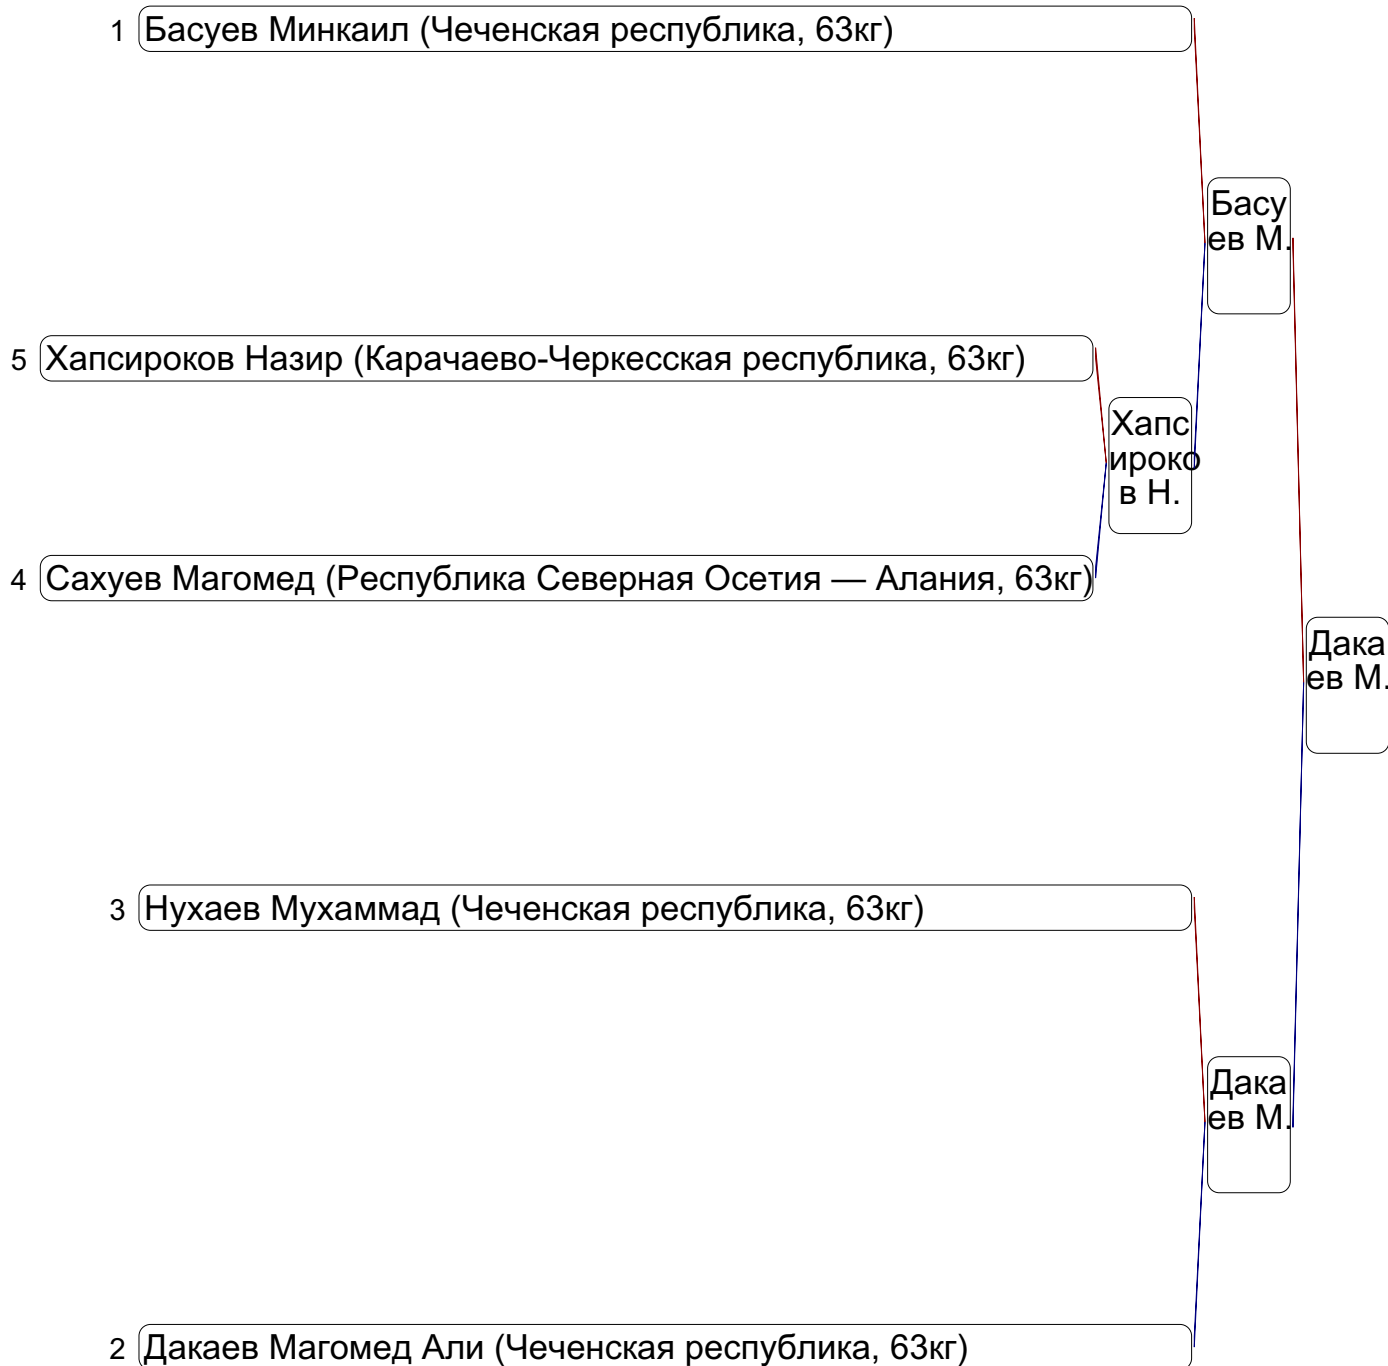 1 Басуев Минкаил (Чеченская республика, 63кг)
Басу
ев М.
5 Хапсироков Назир (Карачаево-Черкесская республика, 63кг)
Хапс
ироко
в Н.
4 Сахуев Магомед (Республика Северная Осетия — Алания, 63кг)
Дака
ев М.
3 Нухаев Мухаммад (Чеченская республика, 63кг)
Дака
ев М.
2 Дакаев Магомед Али (Чеченская республика, 63кг)